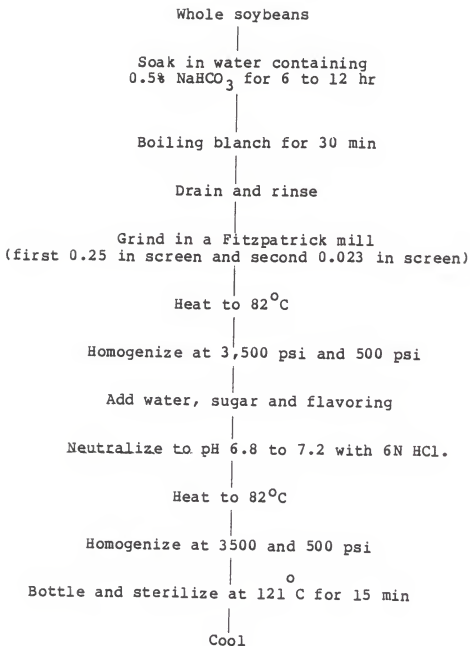 Whole soybeans
Soak in water containing
0.5% NaHCO3 for 6 to 12 hr
Boiling blanch for 30 min
Drain and rinse
Grind in a Fitzpatrick mill
(first 0.25 in screen and second 0.023 in screen)
Heat to 82°C
Homogenize at 3,500 psi and 500 psi
Add water, sugar and flavoring
Neutralize to pH 6.8 to 7.2 with 6N HCl.
Heat to 82°C
Homogenize at 3500 and 500 psi
Bottle and sterilize at 121°C for 15 min
Cool